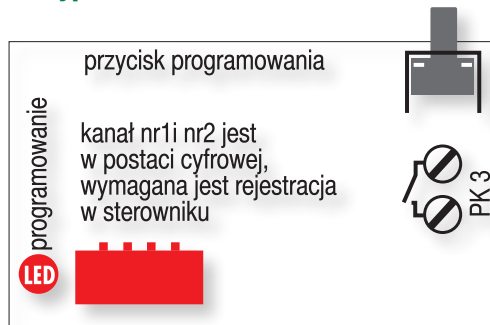 przycisk programowania
programowanie
kanał nr1i nr2 jest
w postaci cyfrowej,
wymagana jest rejestracja
w sterowniku
LED
PK 3